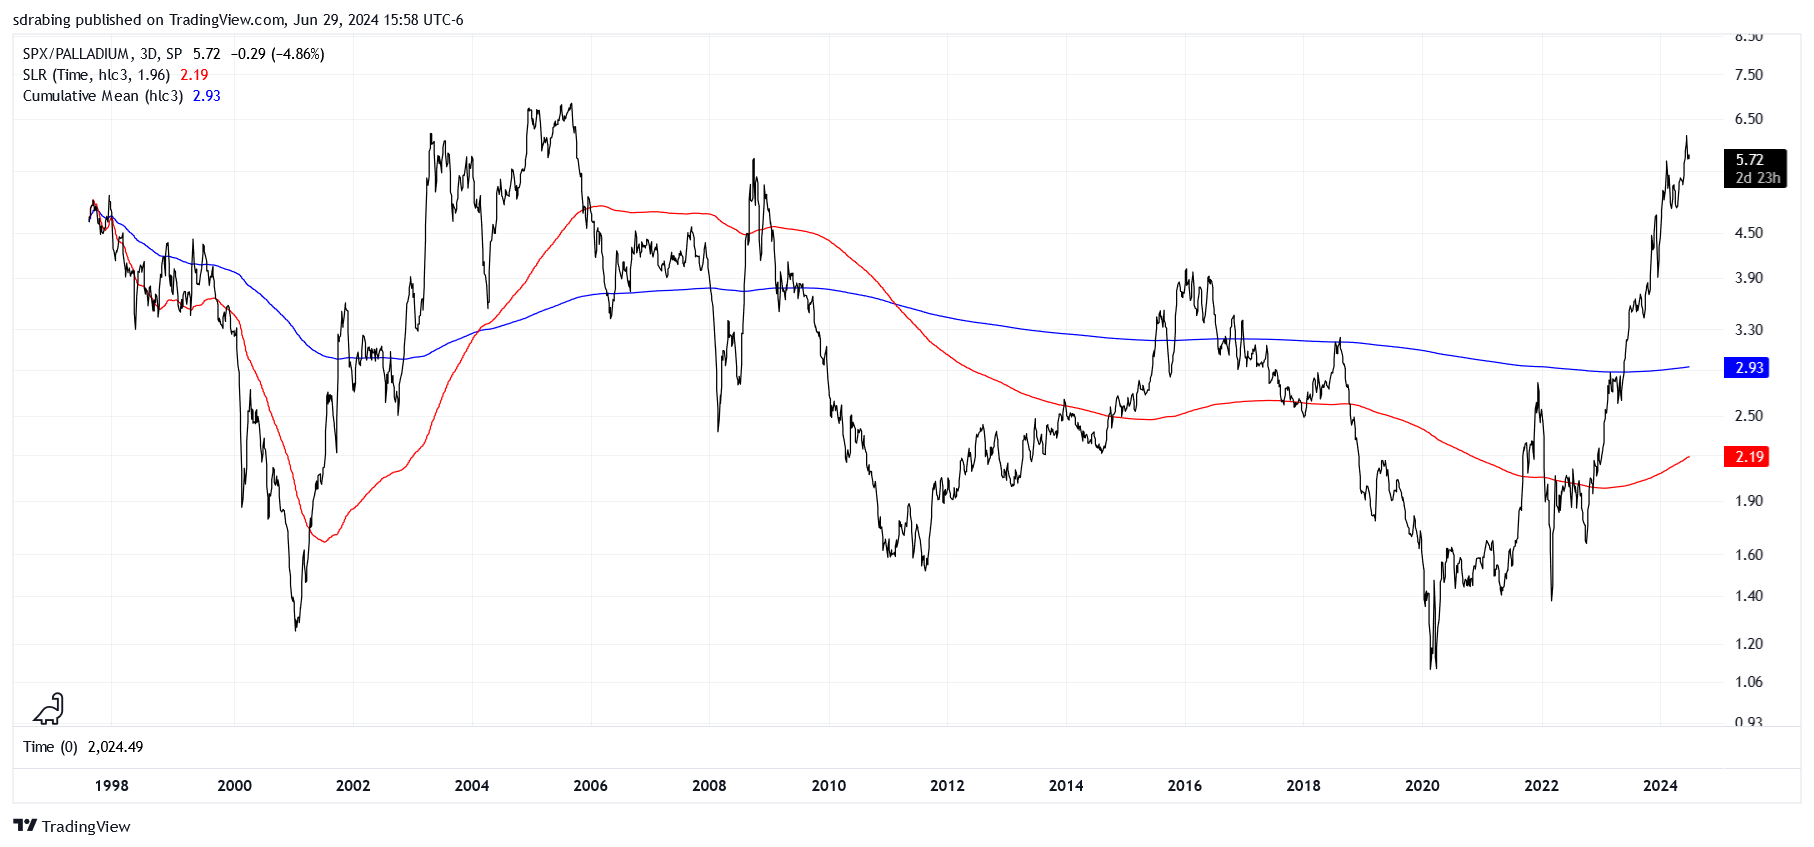 sdrabing published on TradingView.com, Jun 29, 2024 15:58 UTC-6
SPX/PALLADIUM, 3D, SP 5.72 −0.29 (−4.86%)
SLR (Time, hlc3, 1.96) 2.19
Cumulative Mean (hlc3) 2.93
8.50
7.50
6.50
5.72
2d 23h
4.50
3.90
3.30
2.93
2.50
2.19
1.90
1.60
1.40
1.20
1.06
0.93
Time (0) 2,024.49
1998 2000 2002 2004 2006 2008 2010 2012 2014 2016 2018 2020 2022 2024
TradingView